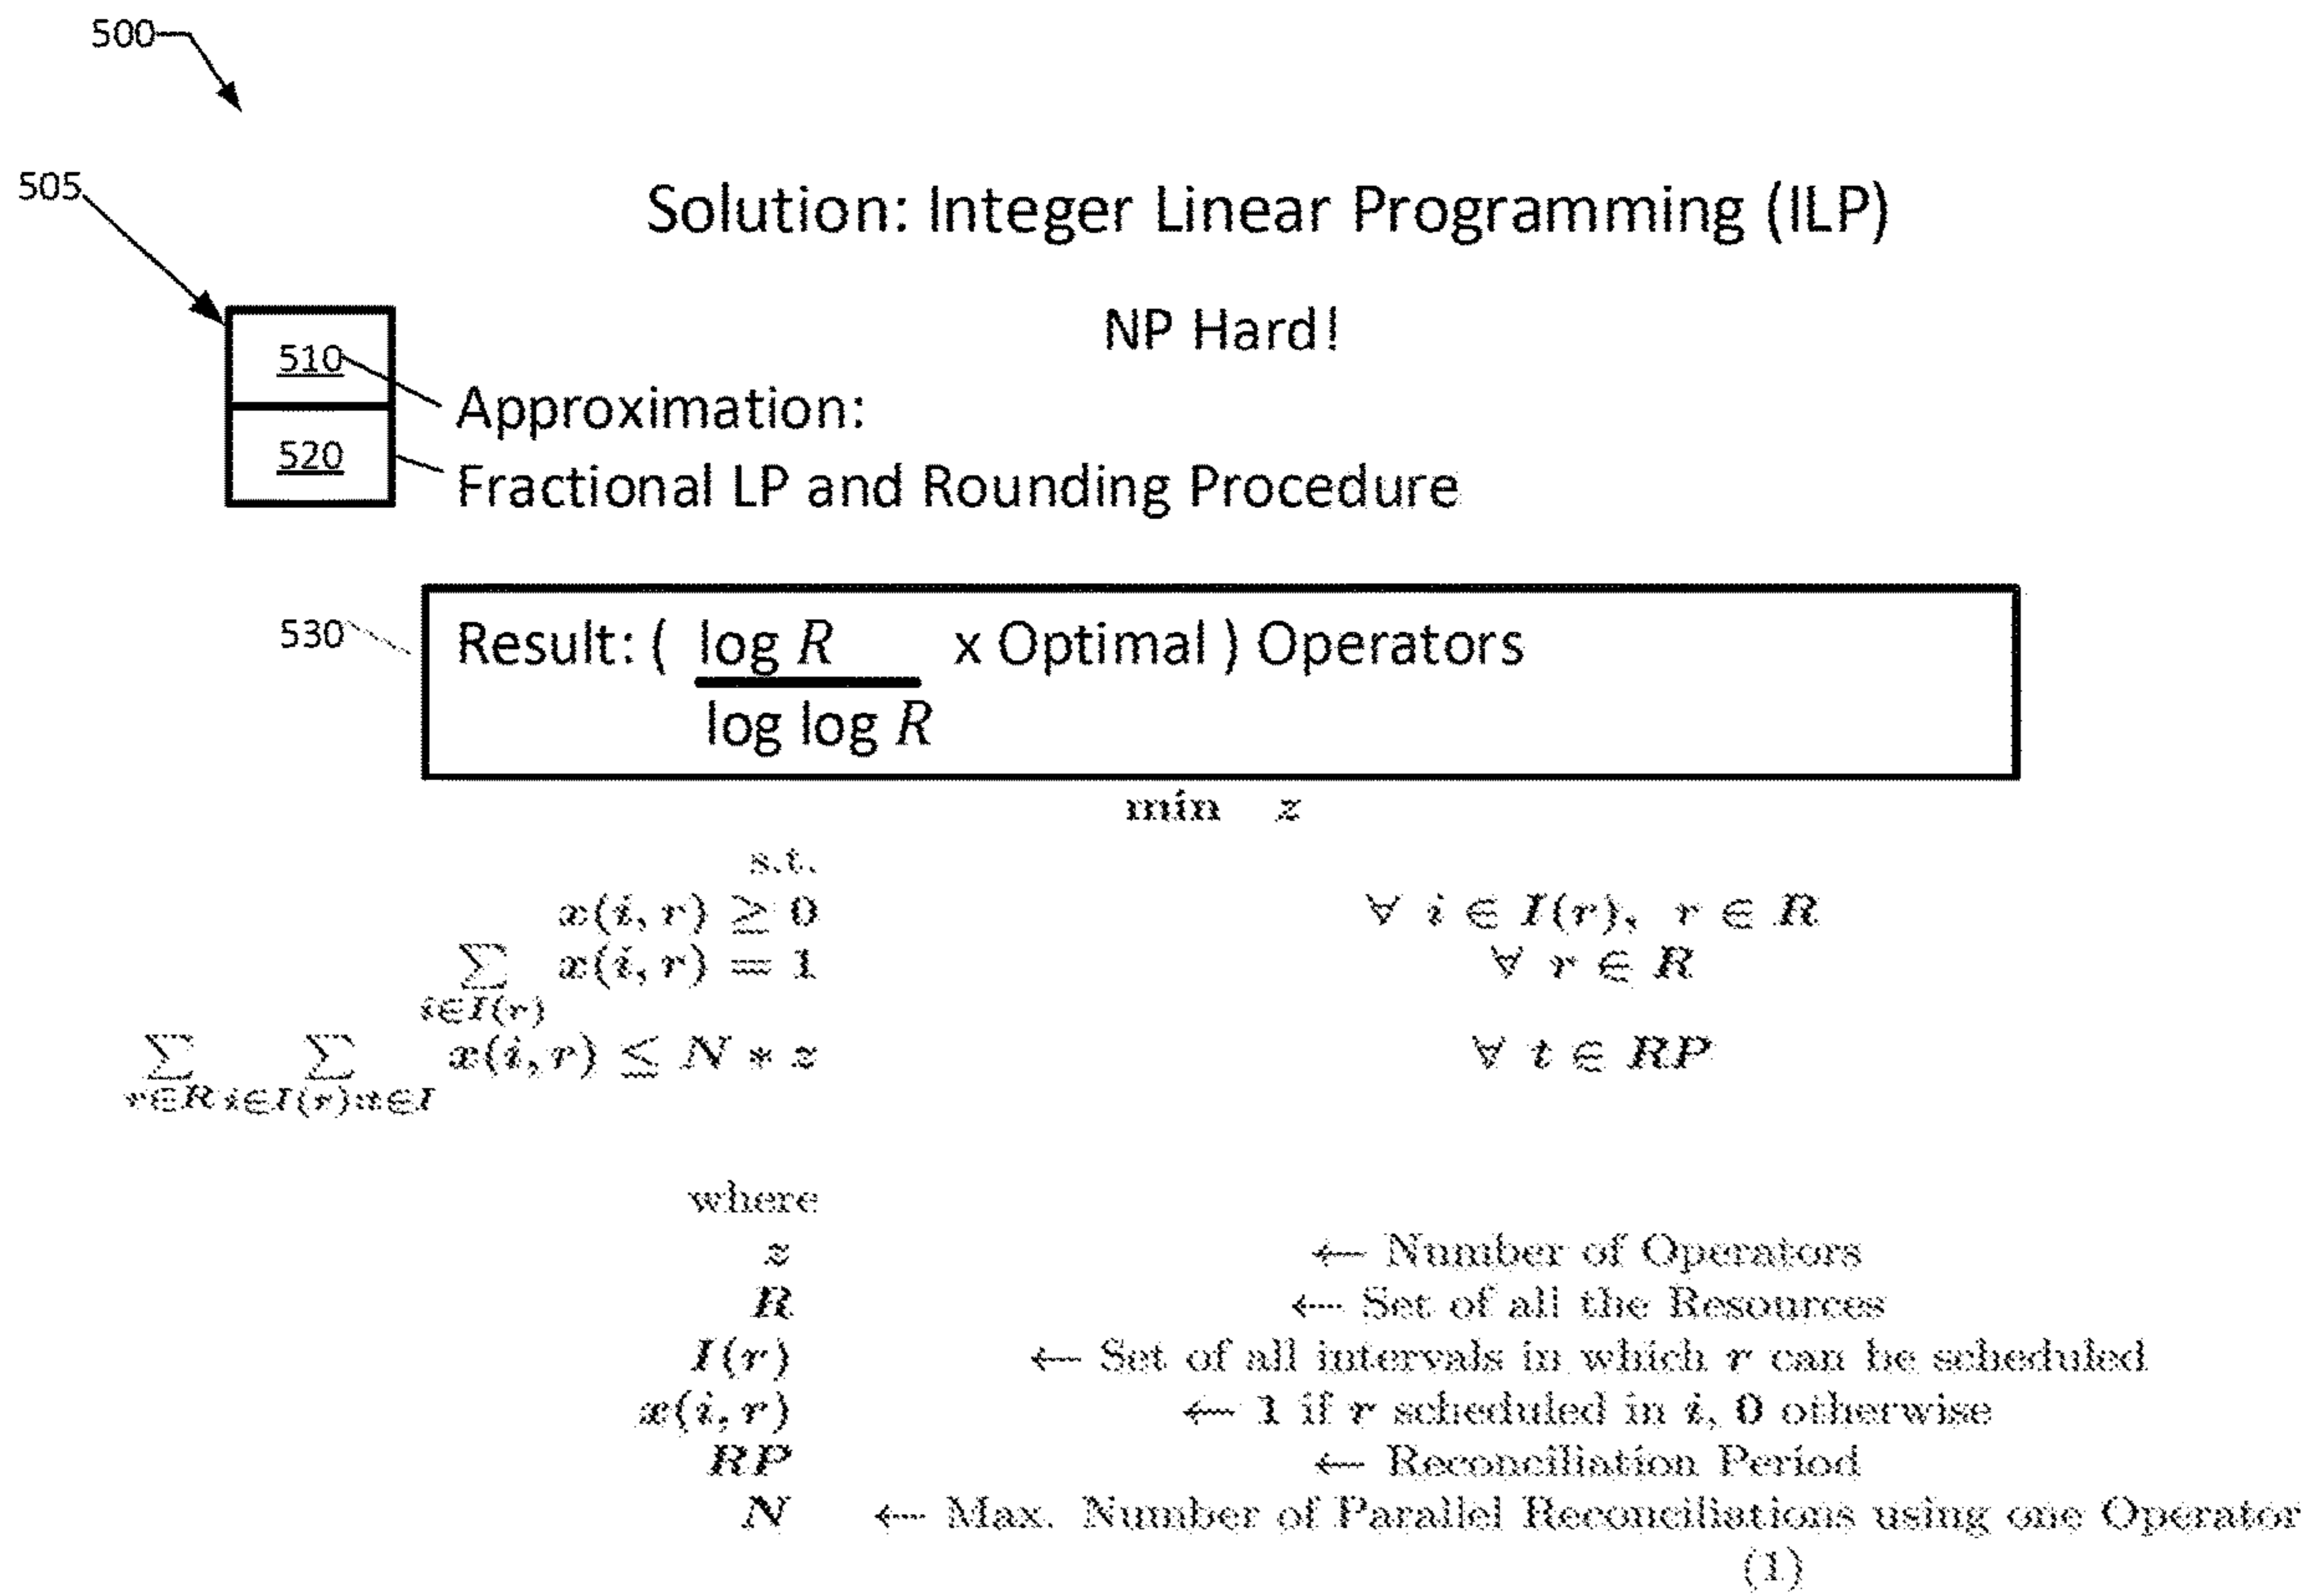 500
505
Solution: Integer Linear Programming (ILP)
NP Hard!
510
Approximation:
520
Fractional LP and Rounding Procedure
530
Result: ( log R / log log R x Optimal ) Operators
min z
s.t.
x(i, r) ≥ 0 ∀ i ∈ I(r), r ∈ R
∑ x(i, r) = 1 ∀ r ∈ R
i∈I(r)
∑ ∑ x(i, r) ≤ N * z ∀ t ∈ RP
r∈R i∈I(r)
where
z ← Number of Operators
R ← Set of all the Resources
I(r) ← Set of all intervals in which r can be scheduled
x(i, r) ← 1 if r scheduled in i, 0 otherwise
RP ← Reconciliation Period
N ← Max. Number of Parallel Reconciliations using one Operator
(1)